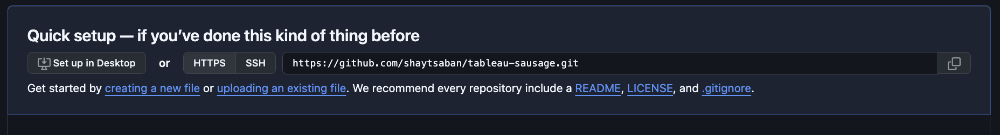 Quick setup — if you’ve done this kind of thing before
Set up in Desktop or HTTPS SSH https://github.com/shaytsaban/tableau-sausage.git
Get started by creating a new file or uploading an existing file. We recommend every repository include a README, LICENSE, and .gitignore.